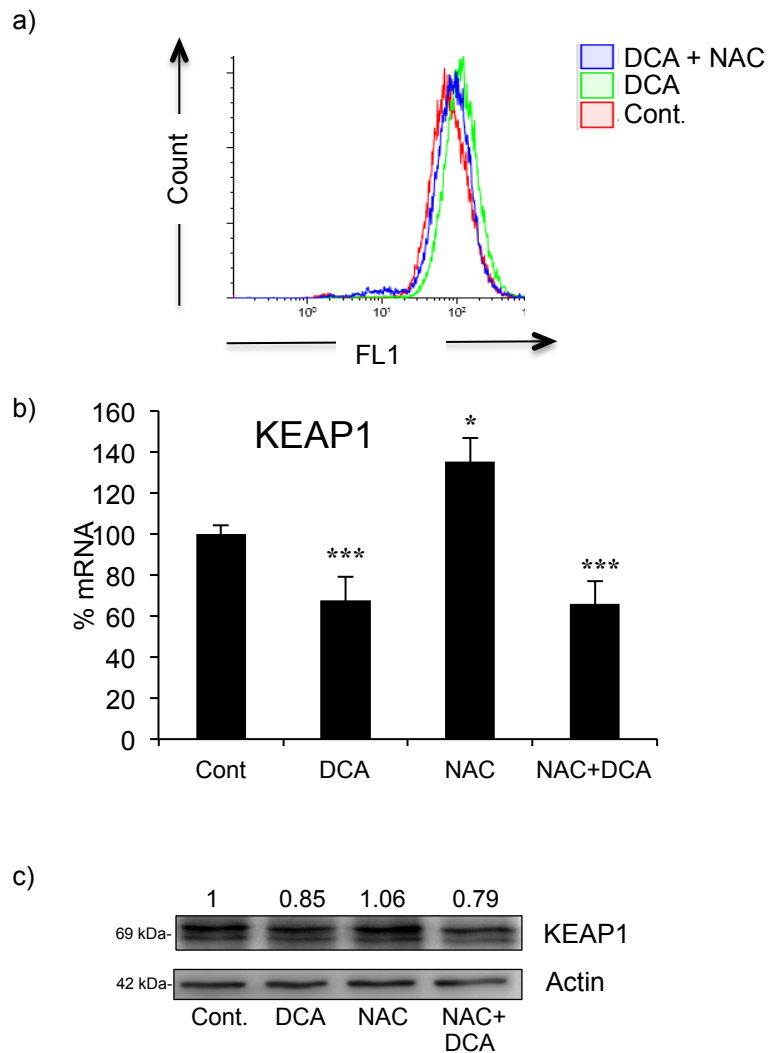 a)
DCA + NAC
DCA
Cont.
Count
10⁰ 10¹ 10² 1
FL1
b)
KEAP1
% mRNA
160
140
120
100
80
60
40
20
0
*
***
***
Cont DCA NAC NAC+DCA
c)
1 0.85 1.06 0.79
69 kDa- KEAP1
42 kDa- Actin
Cont. DCA NAC NAC+
DCA